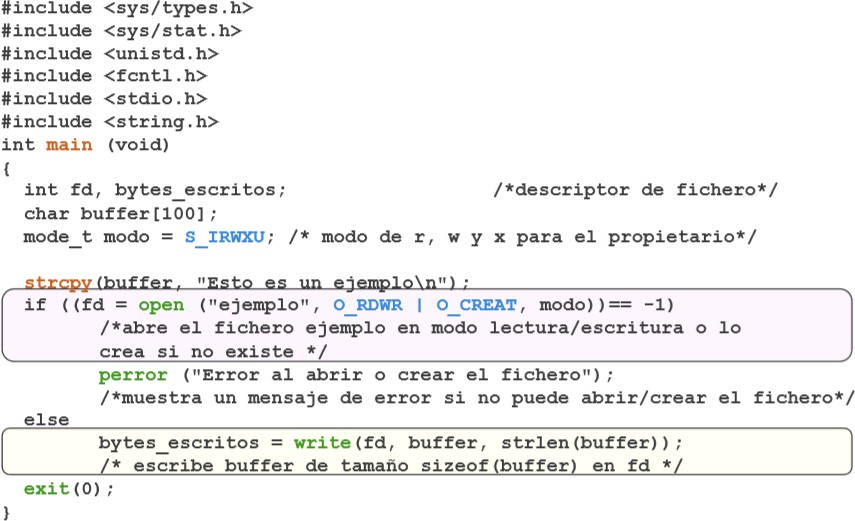 #include <sys/types.h>
#include <sys/stat.h>
#include <unistd.h>
#include <fcntl.h>
#include <stdio.h>
#include <string.h>
int main (void)
{
int fd, bytes_escritos; /*descriptor de fichero*/
char buffer[100];
mode_t modo = S_IRWXU; /* modo de r, w y x para el propietario*/
strcpy(buffer, "Esto es un ejemplo\n");
if ((fd = open ("ejemplo", O_RDWR | O_CREAT, modo))== -1)
/*abre el fichero ejemplo en modo lectura/escritura o lo
crea si no existe */
perror ("Error al abrir o crear el fichero");
/*muestra un mensaje de error si no puede abrir/crear el fichero*/
else
bytes_escritos = write(fd, buffer, strlen(buffer));
/* escribe buffer de tamaño sizeof(buffer) en fd */
exit(0);
}